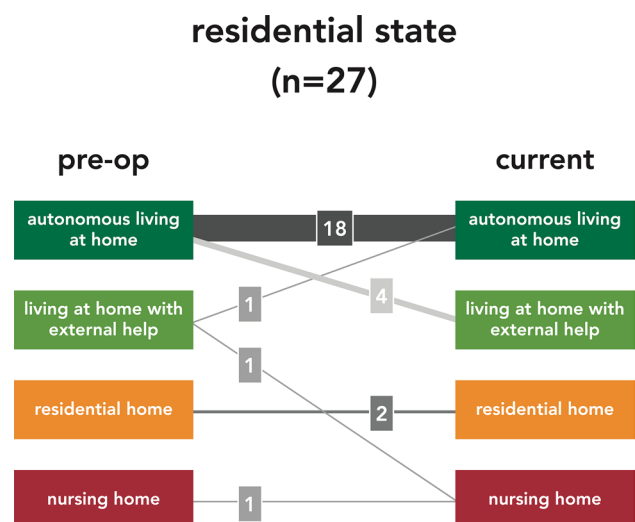 residential state
(n=27)
pre-op
current
autonomous living
at home
18
autonomous living
at home
4
living at home with
external help
1
living at home with
external help
1
residential home
2
residential home
nursing home
1
nursing home